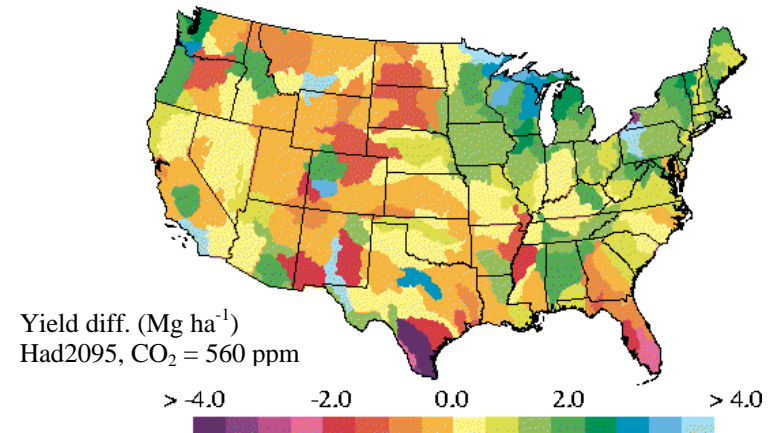 Yield diff. (Mg ha⁻¹)
Had2095, CO₂ = 560 ppm
> -4.0 -2.0 0.0 2.0 > 4.0